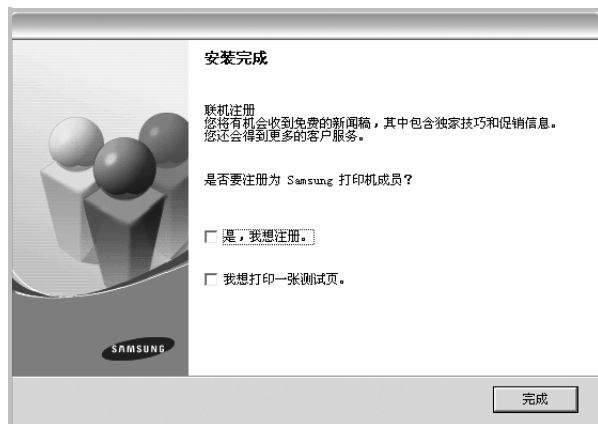 安装完成
联机注册
您将有机会收到免费的新闻稿，其中包含独家技巧和促销信息。
您还会得到更多的客户服务。
是否要注册为 Samsung 打印机成员？
是，我想注册。
我想打印一张测试页。
SAMSUNG
完成